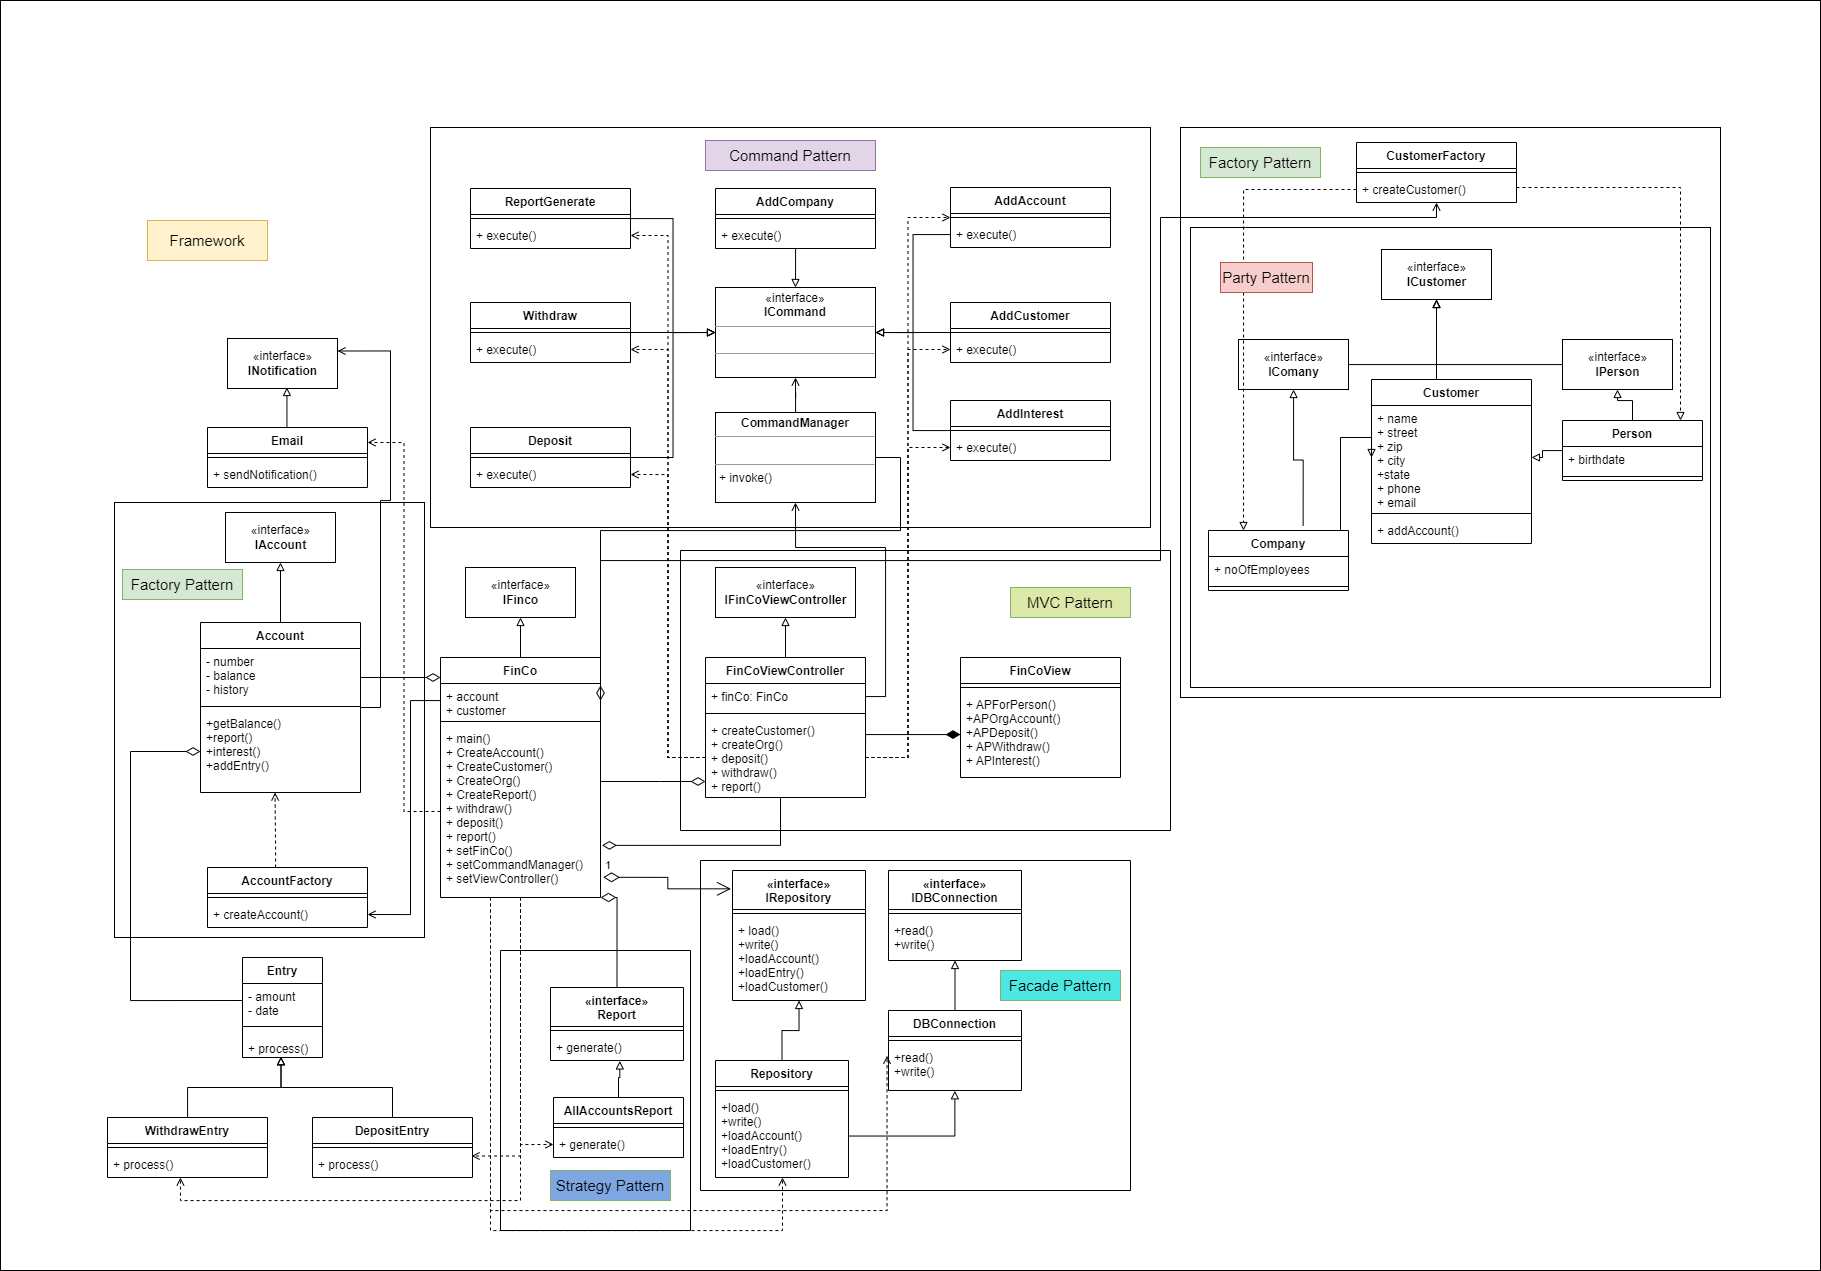 Framework
Command Pattern
ReportGenerate
+ execute()
AddCompany
+ execute()
AddAccount
+ execute()
Withdraw
+ execute()
«interface»
ICommand
AddCustomer
+ execute()
Deposit
+ execute()
CommandManager
+ invoke()
AddInterest
+ execute()
Factory Pattern
CustomerFactory
+ createCustomer()
Party Pattern
«interface»
ICustomer
«interface»
IComany
«interface»
IPerson
Customer
+ name
+ street
+ zip
+ city
+state
+ phone
+ email
+ addAccount()
Person
+ birthdate
Company
+ noOfEmployees
«interface»
INotification
Email
+ sendNotification()
«interface»
IAccount
Factory Pattern
Account
- number
- balance
- history
+getBalance()
+report()
+interest()
+addEntry()
AccountFactory
+ createAccount()
«interface»
IFinco
FinCo
+ account
+ customer
+ main()
+ CreateAccount()
+ CreateCustomer()
+ CreateOrg()
+ CreateReport()
+ withdraw()
+ deposit()
+ report()
+ setFinCo()
+ setCommandManager()
+ setViewController()
1
MVC Pattern
«interface»
IFinCoViewController
FinCoViewController
+ finCo: FinCo
+ createCustomer()
+ createOrg()
+ deposit()
+ withdraw()
+ report()
FinCoView
+ APForPerson()
+APOrgAccount()
+APDeposit()
+ APWithdraw()
+ APInterest()
Entry
- amount
- date
+ process()
WithdrawEntry
+ process()
DepositEntry
+ process()
«interface»
Report
+ generate()
AllAccountsReport
+ generate()
Strategy Pattern
«interface»
IRepository
+ load()
+write()
+loadAccount()
+loadEntry()
+loadCustomer()
«interface»
IDBConnection
+read()
+write()
Facade Pattern
DBConnection
+read()
+write()
Repository
+load()
+write()
+loadAccount()
+loadEntry()
+loadCustomer()